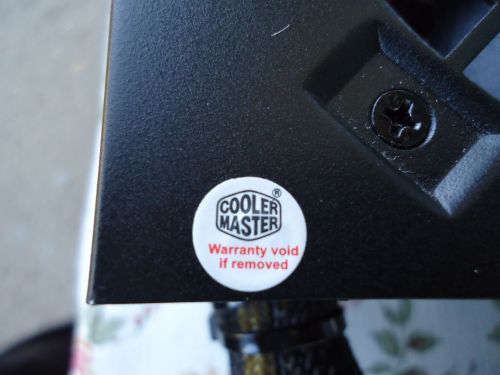 ®
COOLER
MASTER
Warranty void
if removed